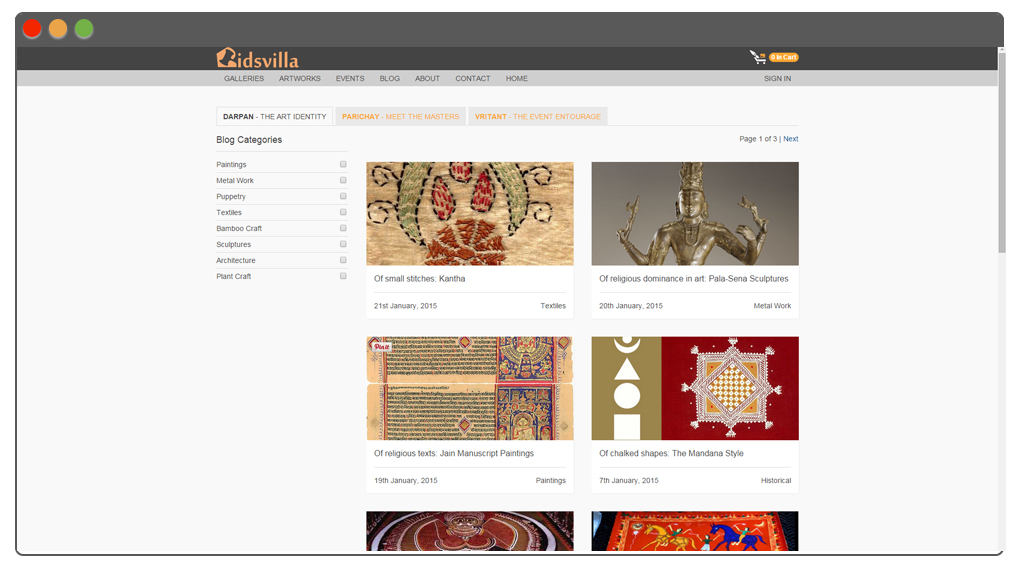 Bidsvilla
0 In Cart
GALLERIES ARTWORKS EVENTS BLOG ABOUT CONTACT HOME SIGN IN
DARPAN - THE ART IDENTITY PARICHAY - MEET THE MASTERS VRITANT - THE EVENT ENTOURAGE
Blog Categories
Page 1 of 3 | Next
Paintings
Metal Work
Puppetry
Textiles
Bamboo Craft
Sculptures
Architecture
Plant Craft
Of small stitches: Kantha
21st January, 2015 Textiles
Of religious dominance in art: Pala-Sena Sculptures
20th January, 2015 Metal Work
Pin it
Of religious texts: Jain Manuscript Paintings
19th January, 2015 Paintings
Of chalked shapes: The Mandana Style
7th January, 2015 Historical